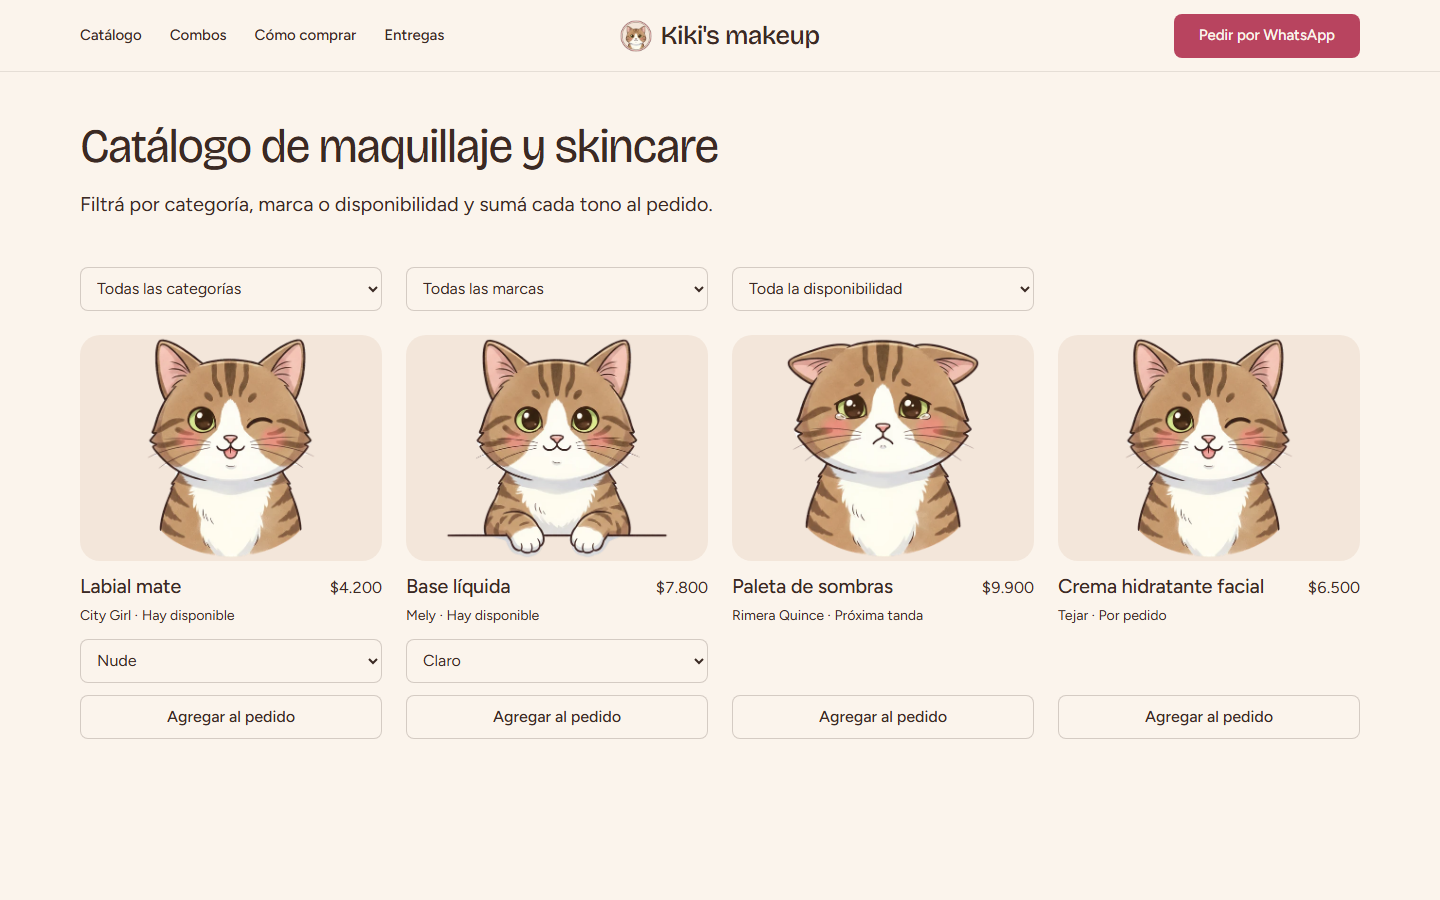 Catálogo Combos Cómo comprar Entregas Kiki's makeup Pedir por WhatsApp
Catálogo de maquillaje y skincare
Filtrá por categoría, marca o disponibilidad y sumá cada tono al pedido.
Todas las categorías Todas las marcas Toda la disponibilidad
Labial mate $4.200 Base líquida $7.800 Paleta de sombras $9.900 Crema hidratante facial $6.500
City Girl · Hay disponible Mely · Hay disponible Rimera Quince · Próxima tanda Tejar · Por pedido
Nude Claro
Agregar al pedido Agregar al pedido Agregar al pedido Agregar al pedido